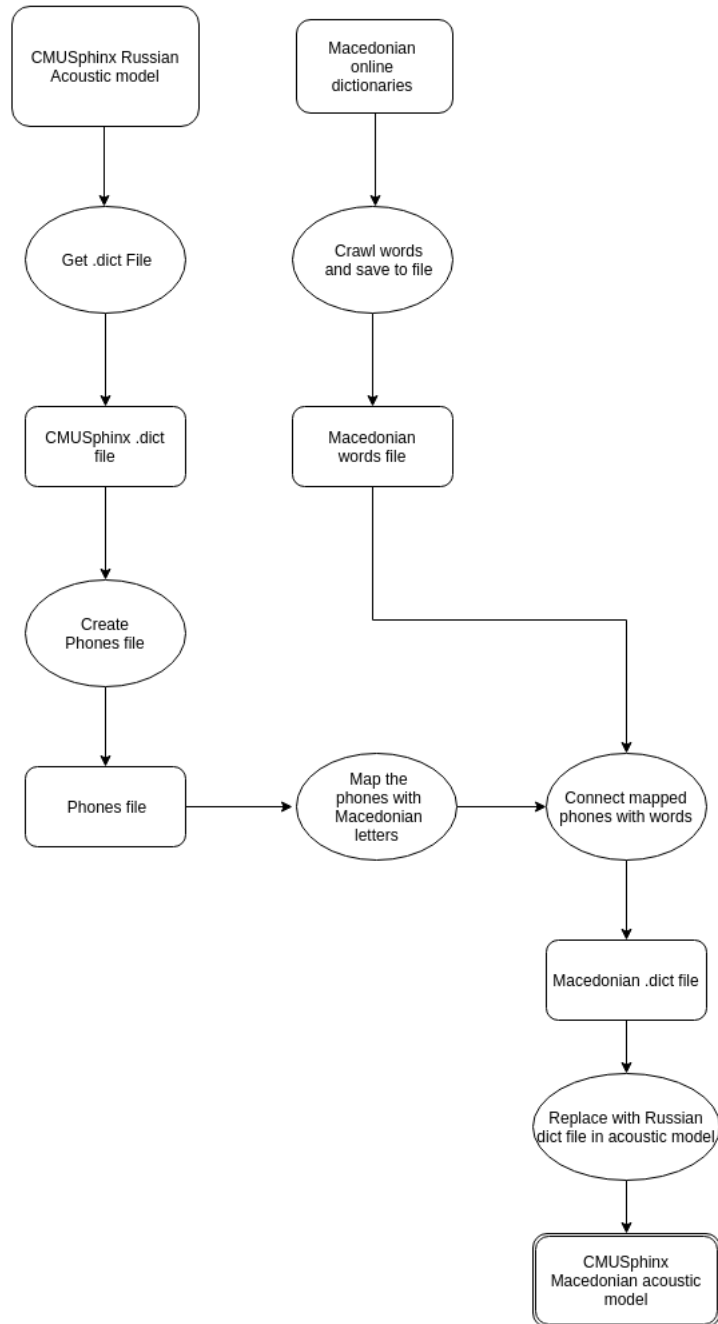 CMUSphinx Russian
Acoustic model
Macedonian
online
dictionaries
Get .dict File
Crawl words
and save to file
CMUSphinx .dict
file
Macedonian
words file
Create
Phones file
Phones file
Map the
phones with
Macedonian
letters
Connect mapped
phones with words
Macedonian .dict file
Replace with Russian
dict file in acoustic model
CMUSphinx
Macedonian acoustic
model